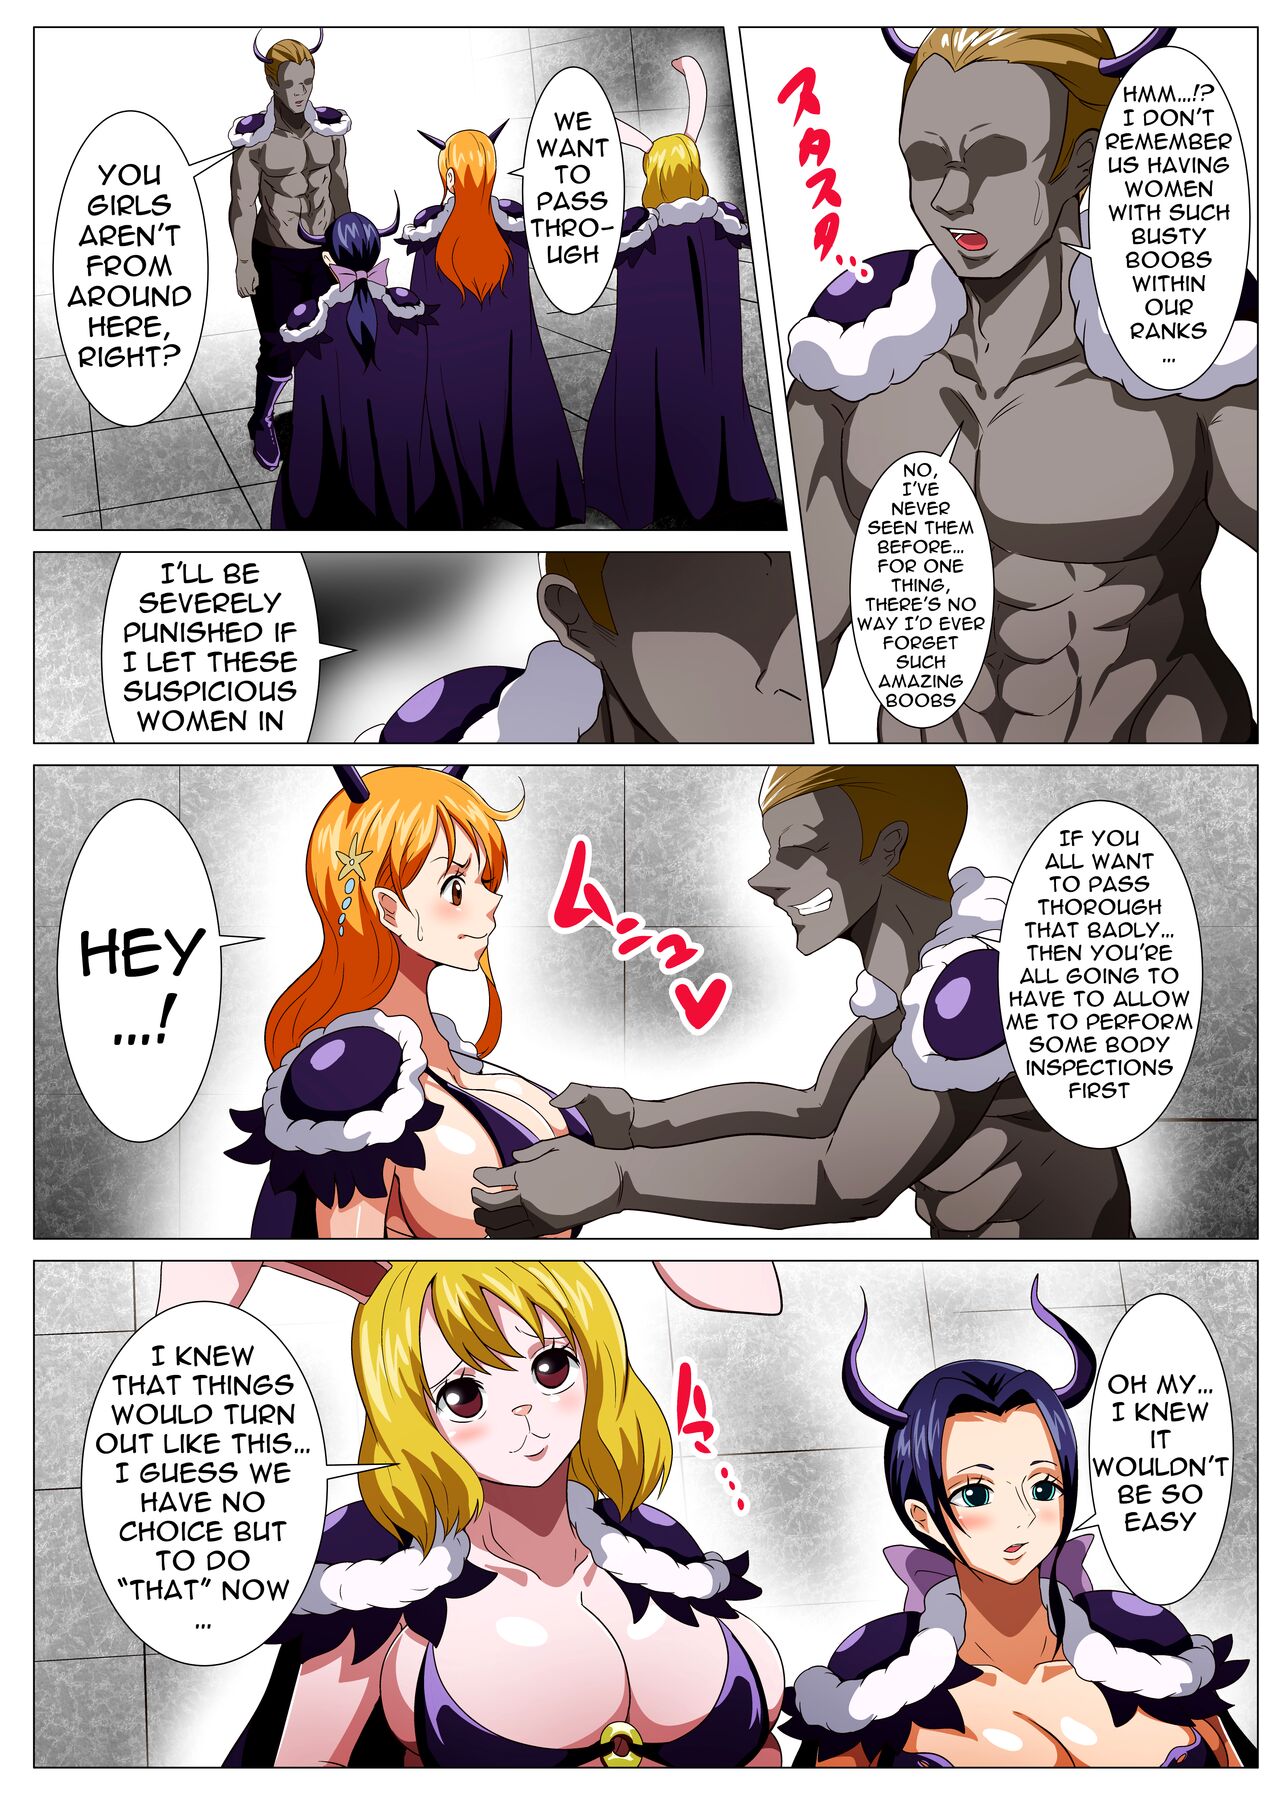 HMM...!?
I DON'T
REMEMBER
US HAVING
WOMEN
WITH SUCH
BUSTY
BOOBS
WITHIN
OUR
RANKS
...
スタスタ...
NO,
I'VE
NEVER
SEEN THEM
BEFORE...
FOR ONE
THING,
THERE'S NO
WAY I'D EVER
FORGET
SUCH
AMAZING
BOOBS
WE
WANT
TO
PASS
THRO-
UGH
YOU
GIRLS
AREN'T
FROM
AROUND
HERE,
RIGHT?
I'LL BE
SEVERELY
PUNISHED IF
I LET THESE
SUSPICIOUS
WOMEN IN
IF YOU
ALL WANT
TO PASS
THOROUGH
THAT BADLY...
THEN YOU'RE
ALL GOING TO
HAVE TO ALLOW
ME TO PERFORM
SOME BODY
INSPECTIONS
FIRST
ムンュ♥
HEY
...!
OH MY...
I KNEW
IT
WOULDN'T
BE SO
EASY
I KNEW
THAT THINGS
WOULD TURN
OUT LIKE THIS...
I GUESS WE
HAVE NO
CHOICE BUT
TO DO
"THAT" NOW
...